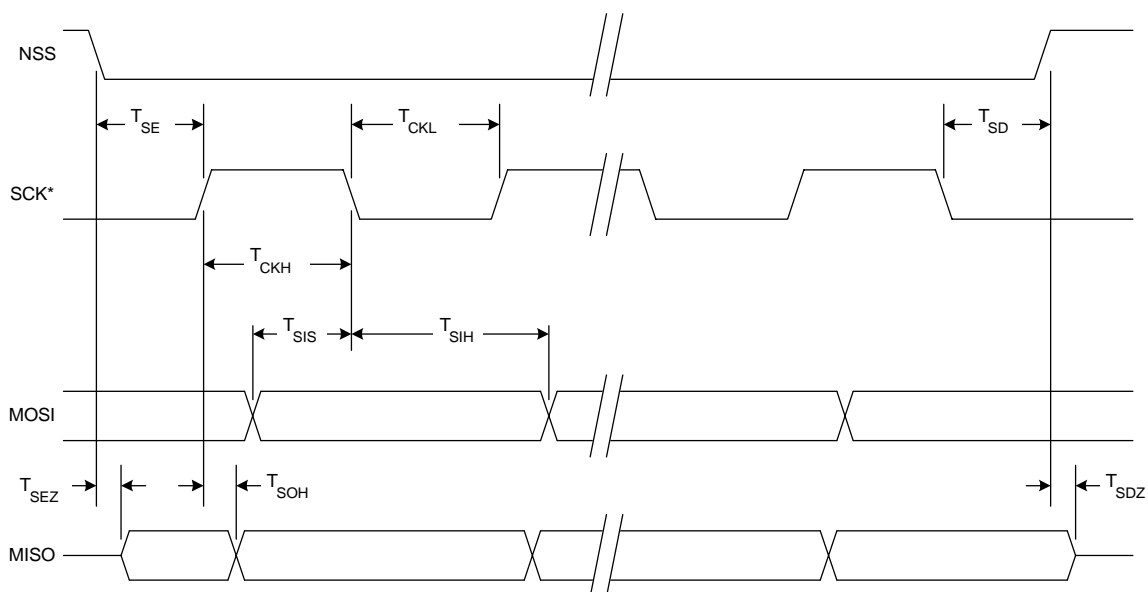 NSS
T_SE
T_CKL
T_SD
SCK*
T_CKH
T_SIS
T_SIH
MOSI
T_SEZ
T_SOH
T_SDZ
MISO